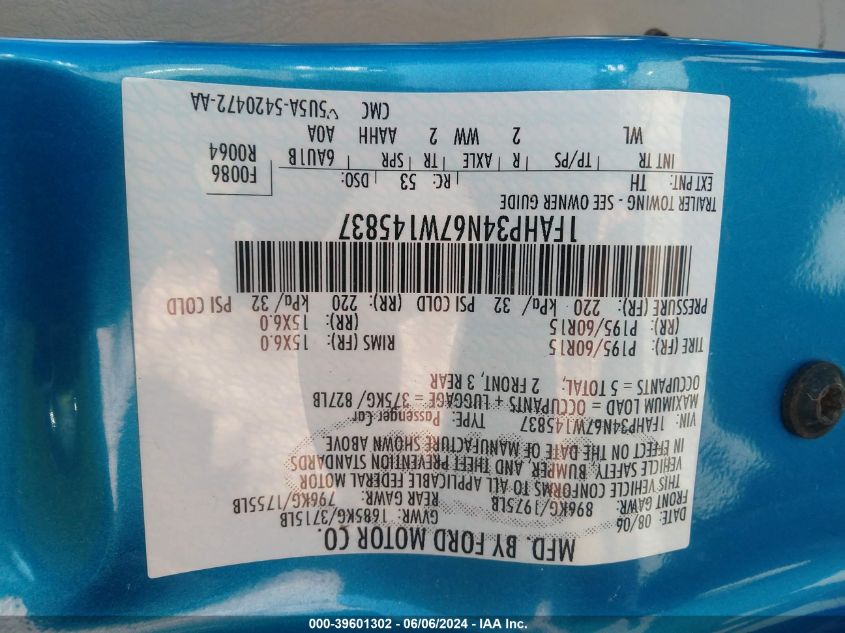 MFD. BY FORD MOTOR CO.
DATE: 08/06 GVWR: 1685KG/3715LB
FRONT GAWR: 896KG/1975LB REAR GAWR: 796KG/1755LB
THIS VEHICLE CONFORMS TO ALL APPLICABLE FEDERAL MOTOR
VEHICLE SAFETY, BUMPER, AND THEFT PREVENTION STANDARDS
IN EFFECT ON THE DATE OF MANUFACTURE SHOWN ABOVE
VIN: 1FAHP34N67W145837 TYPE: Passenger Car
MAXIMUM LOAD = OCCUPANTS + LUGGAGE = 375KG/ 827LB
OCCUPANTS = 5 TOTAL; 2 FRONT, 3 REAR
TIRE (FR): P195/60R15 RIMS (FR): 15X6.0
(RR): P195/60R15 (RR): 15X6.0
PRESSURE (FR): 220 kPa/ 32 PSI COLD (RR): 220 kPa/ 32 PSI COLD
1FAHP34N67W145837
TRAILER TOWING - SEE OWNER GUIDE
EXT PNT: TH RC: 53 DSO: F0086
INT TR TP/PS R AXLE TR SPR 6AU1B R0064
WL 2 WW 2 AAHH AOA
CMC V5U5A-5420472-AA
000-39601302 - 06/06/2024 - IAA Inc.